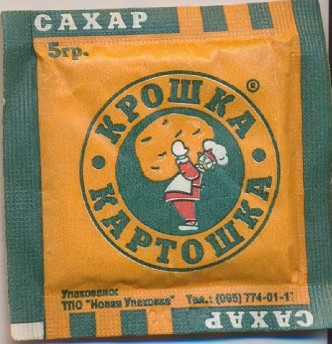 САХАР
5гр.
КРОШКА
®
КАРТОШКА
Упаковано:
ТПО "Новая Упаковка" Тел.: (095) 774-01-1
САХАР